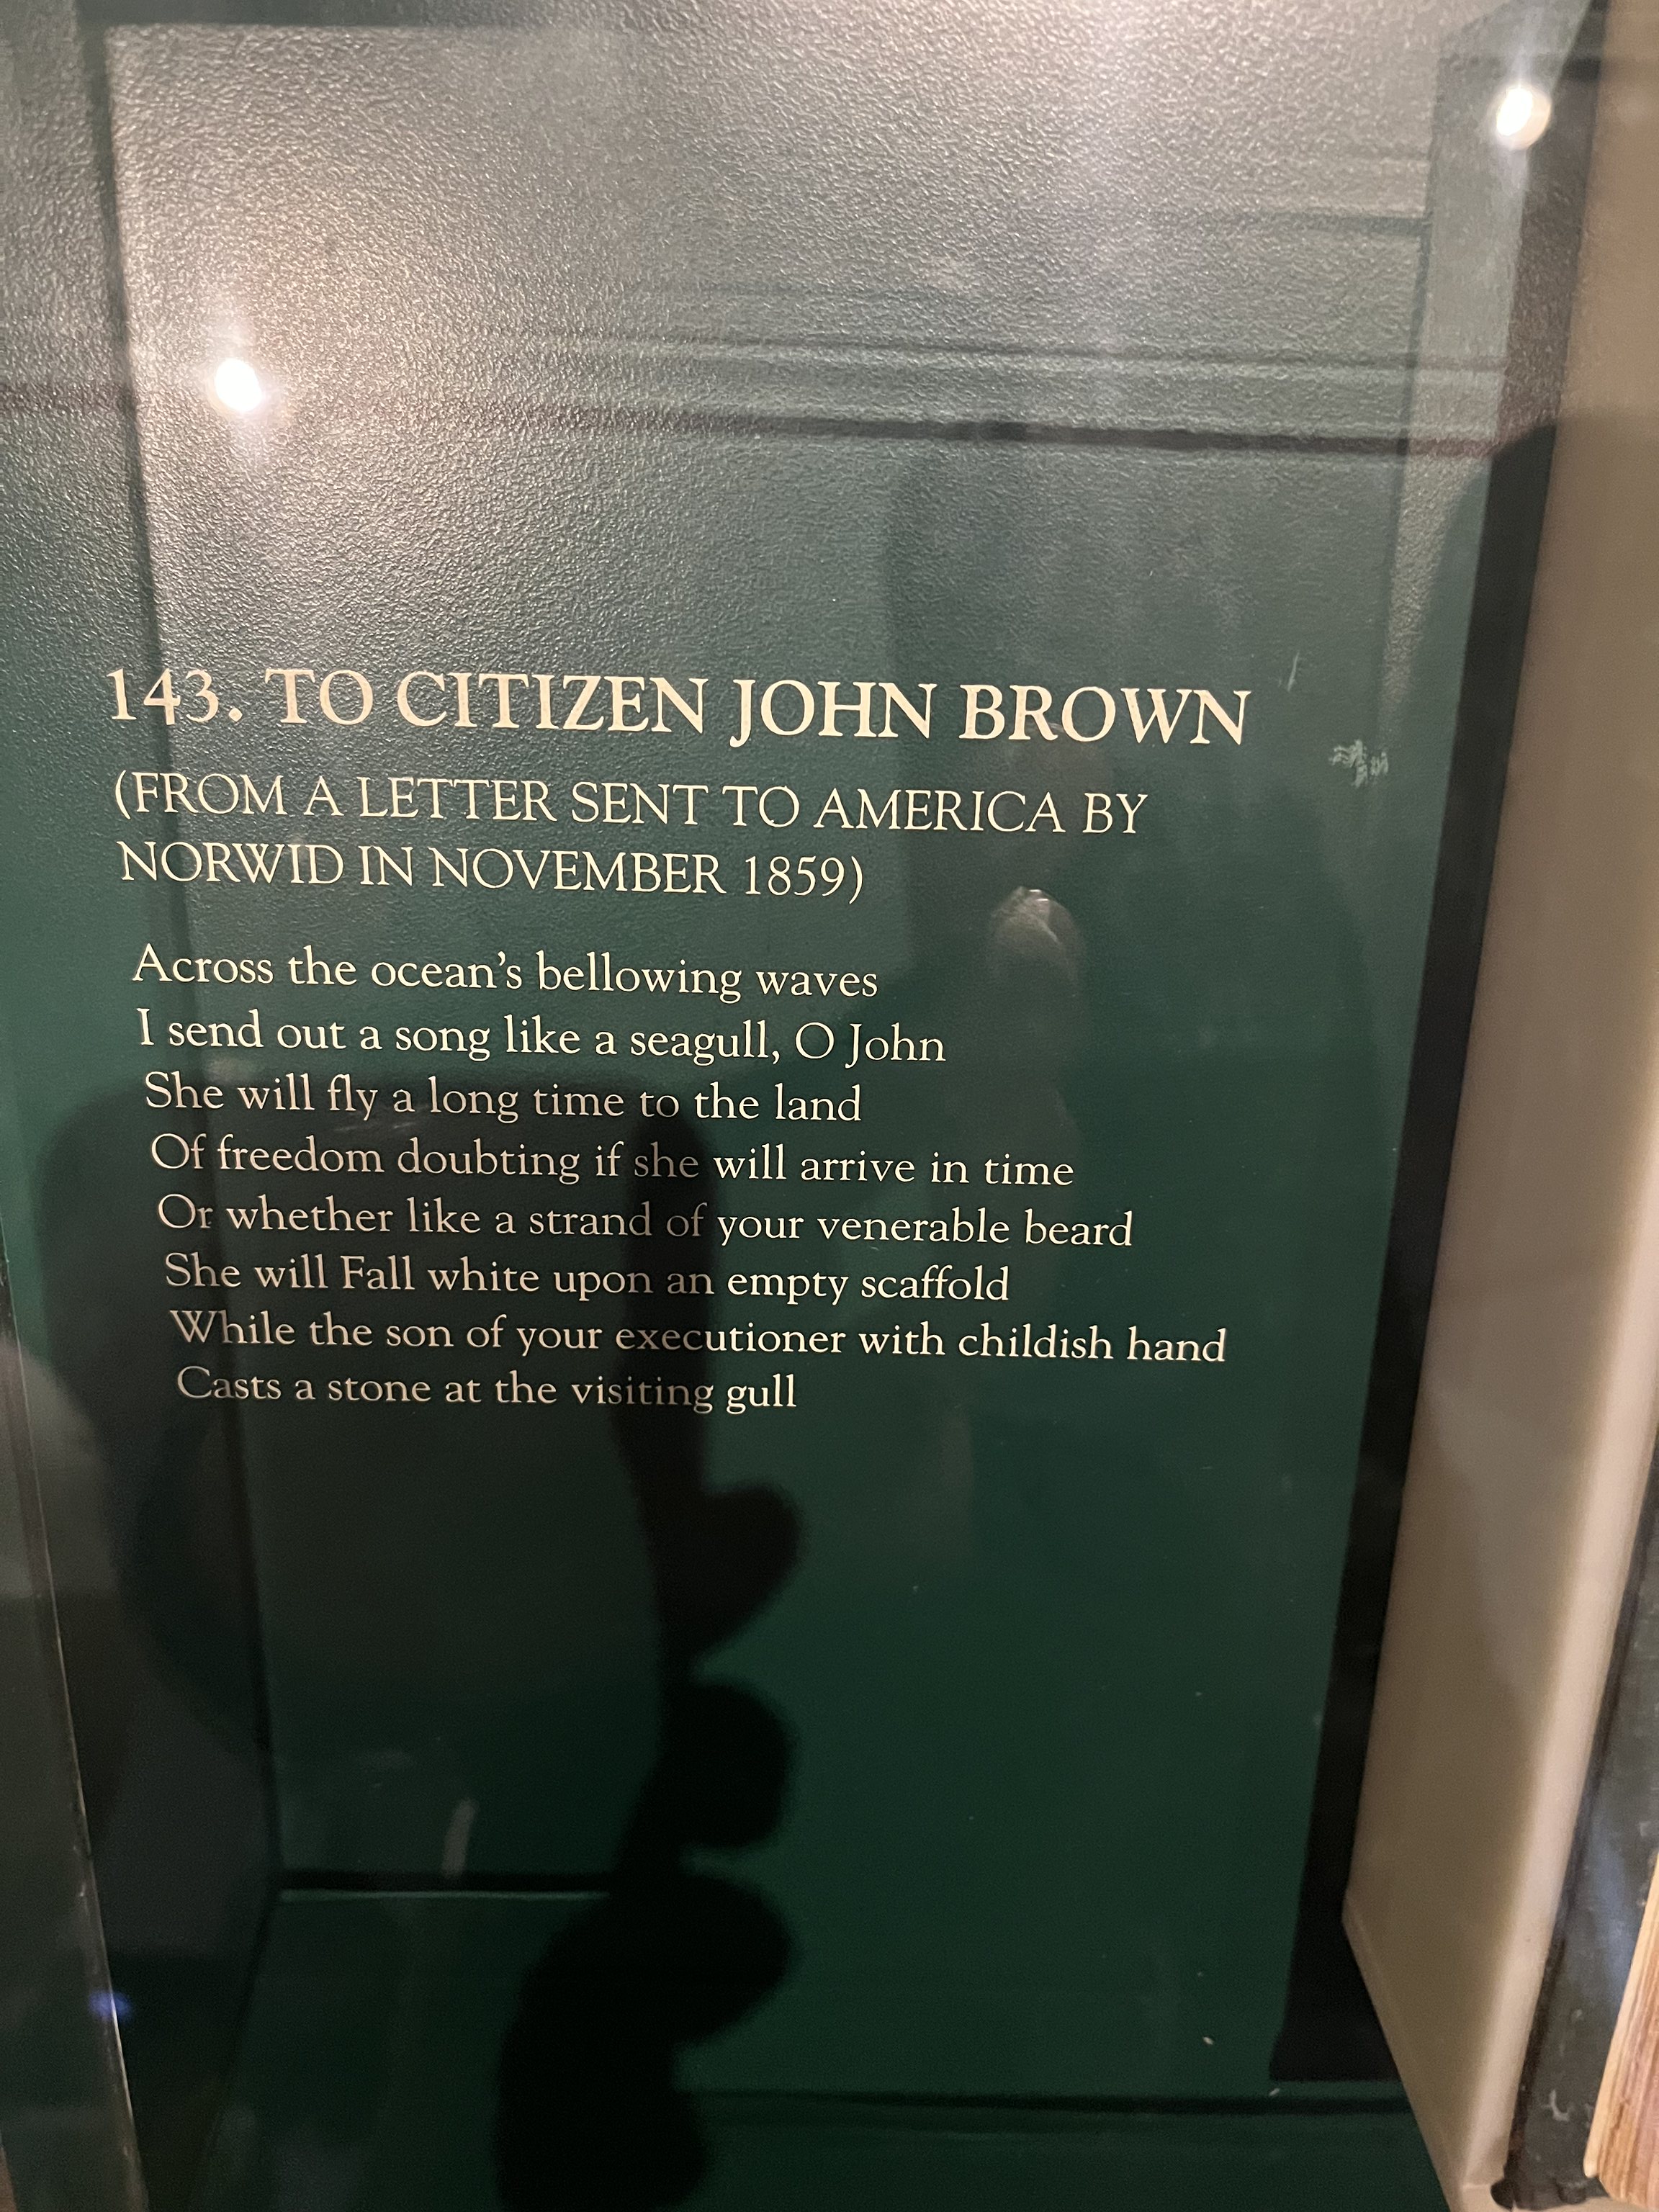 143. TO CITIZEN JOHN BROWN
(FROM A LETTER SENT TO AMERICA BY
NORWID IN NOVEMBER 1859)
Across the ocean's bellowing waves
I send out a song like a seagull, O John
She will fly a long time to the land
Of freedom doubting if she will arrive in time
Or whether like a strand of your venerable beard
She will Fall white upon an empty scaffold
While the son of your executioner with childish hand
Casts a stone at the visiting gull